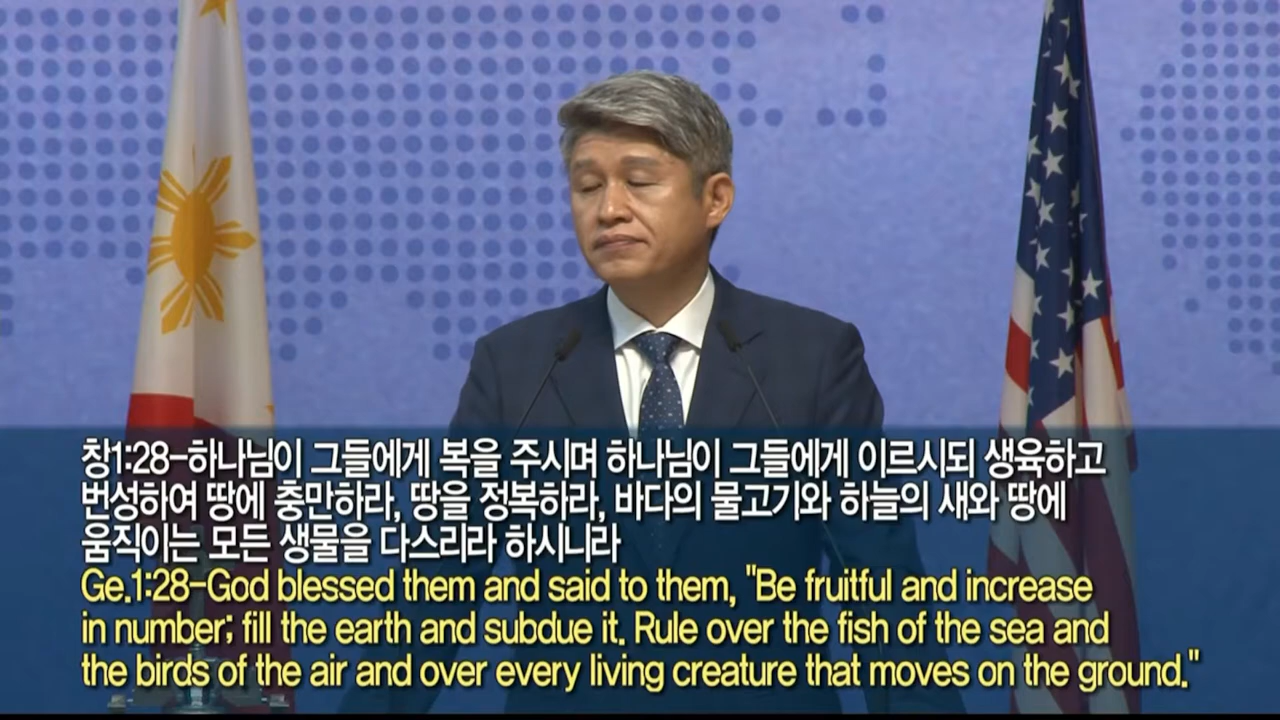 창1:28-하나님이 그들에게 복을 주시며 하나님이 그들에게 이르시되 생육하고
번성하여 땅에 충만하라, 땅을 정복하라, 바다의 물고기와 하늘의 새와 땅에
움직이는 모든 생물을 다스리라 하시니라
Ge.1:28-God blessed them and said to them, "Be fruitful and increase
in number; fill the earth and subdue it. Rule over the fish of the sea and
the birds of the air and over every living creature that moves on the ground."